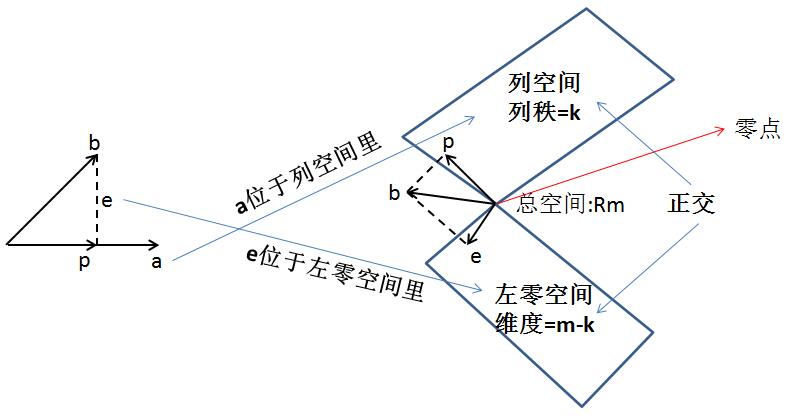 b
e
p
a
a位于列空间里
e位于左零空间里
列空间
列秩=k
p
b
e
总空间:Rm
零点
正交
左零空间
维度=m-k